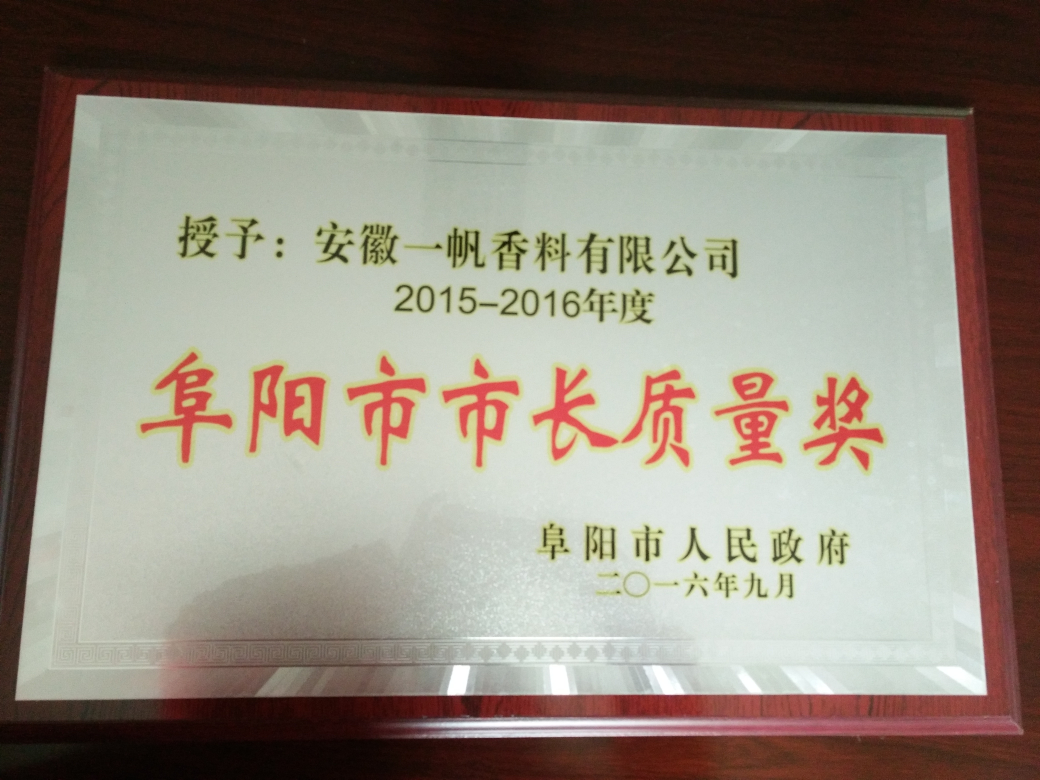 授予：安徽一帆香料有限公司
2015-2016年度
阜阳市市长质量奖
阜阳市人民政府
二〇一六年九月